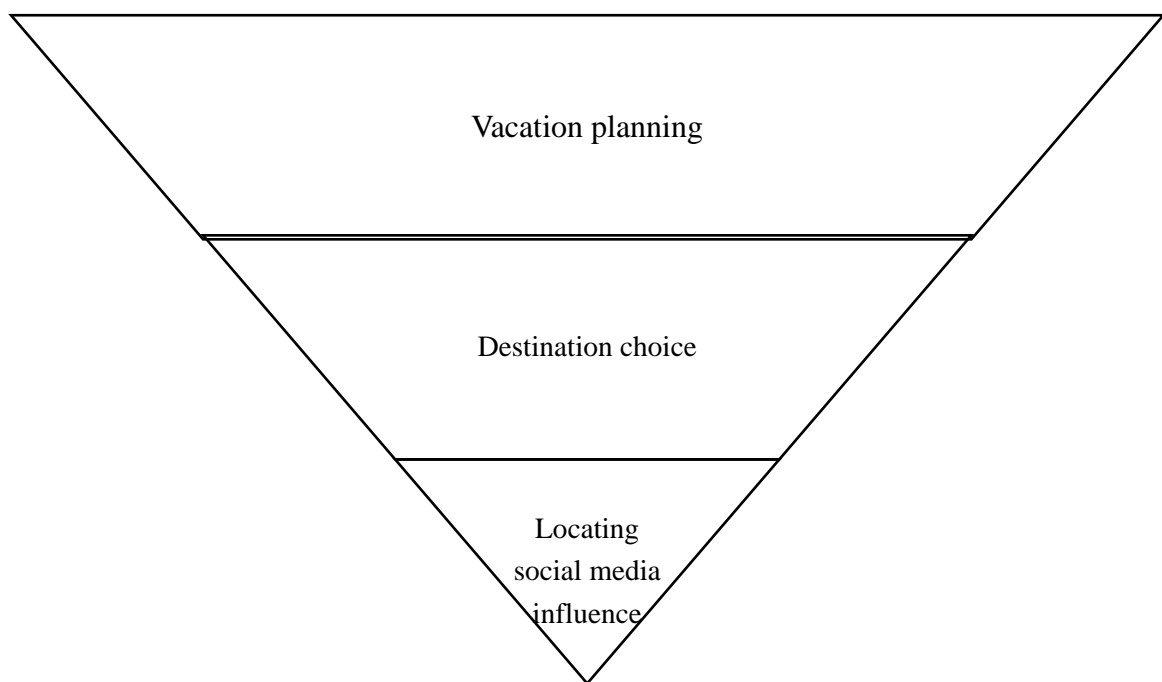 Vacation planning
Destination choice
Locating
social media
influence